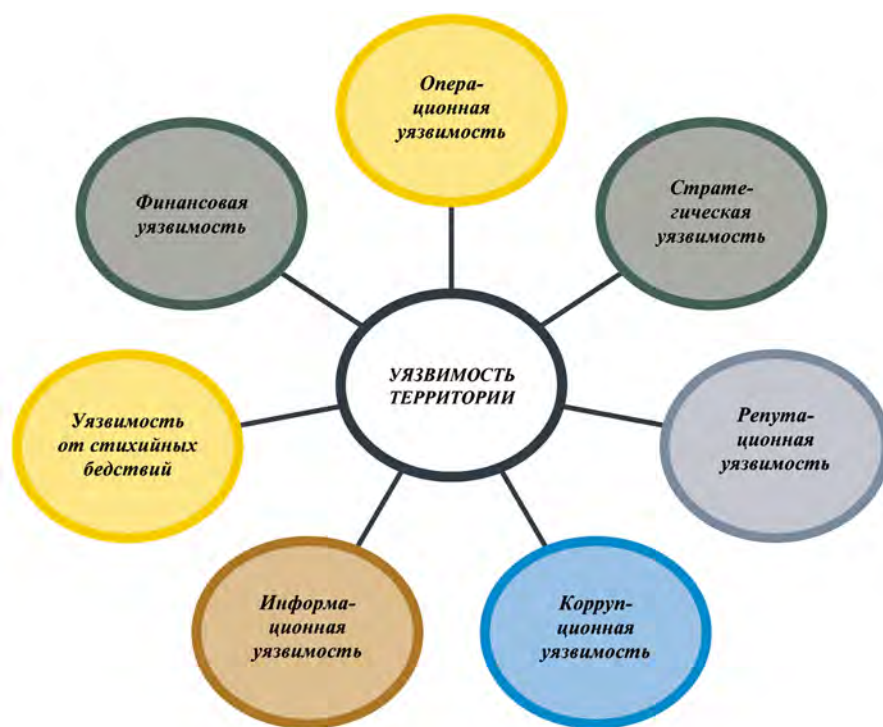 Опера-
ционная
уязвимость
Финансовая
уязвимость
Страте-
гическая
уязвимость
УЯЗВИМОСТЬ
ТЕРРИТОРИИ
Уязвимость
от стихийных
бедствий
Репута-
ционная
уязвимость
Информа-
ционная
уязвимость
Корруп-
ционная
уязвимость